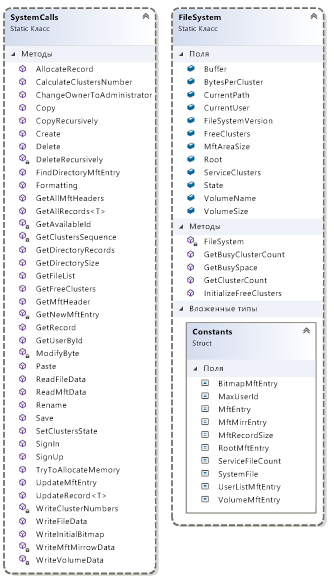 SystemCalls
Static Класс
Методы
AllocateRecord
CalculateClustersNumber
ChangeOwnerToAdministrator
Copy
CopyRecursively
Create
Delete
DeleteRecursively
FindDirectoryMftEntry
Formatting
GetAllMftHeaders
GetAllRecords<T>
GetAvailableId
GetClustersSequence
GetDirectoryRecords
GetDirectorySize
GetFileList
GetFreeClusters
GetMftHeader
GetNewMftEntry
GetRecord
GetUserById
ModifyByte
Paste
ReadFileData
ReadMftData
Rename
Save
SetClustersState
SignIn
SignUp
TryToAllocateMemory
UpdateMftEntry
UpdateRecord<T>
WriteClusterNumbers
WriteFileData
WriteInitialBitmap
WriteMftMirrowData
WriteVolumeData
FileSystem
Static Класс
Поля
Buffer
BytesPerCluster
CurrentPath
CurrentUser
FileSystemVersion
FreeClusters
MftAreaSize
Root
ServiceClusters
State
VolumeName
VolumeSize
Методы
FileSystem
GetBusyClusterCount
GetBusySpace
GetClusterCount
InitializeFreeClusters
Вложенные типы
Constants
Struct
Поля
BitmapMftEntry
MaxUserId
MftEntry
MftMirrEntry
MftRecordSize
RootMftEntry
ServiceFileCount
SystemFile
UserListMftEntry
VolumeMftEntry